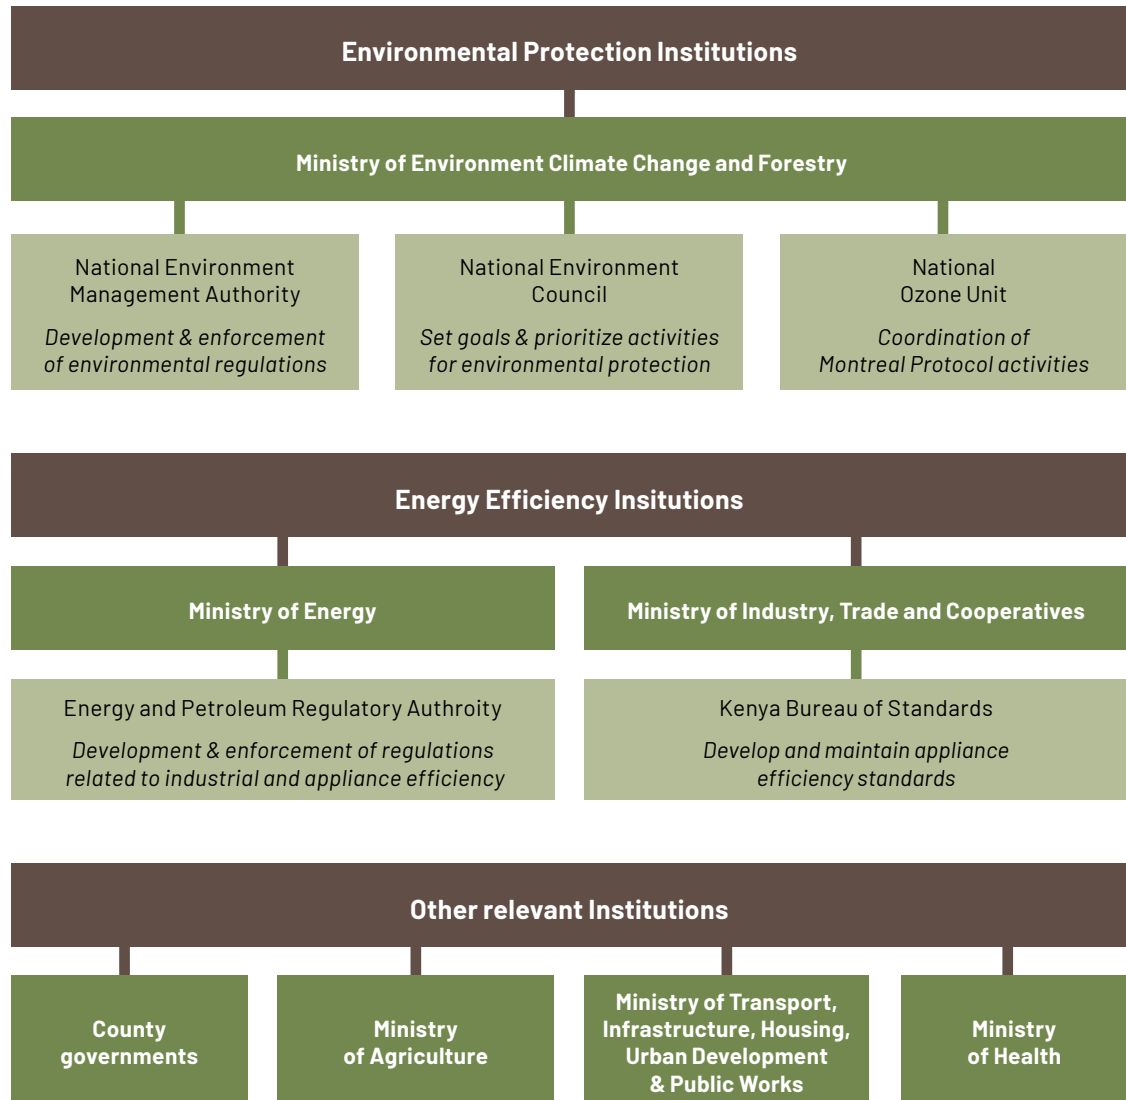 Environmental Protection Institutions
Ministry of Environment Climate Change and Forestry
National Environment
Management Authority
Development & enforcement
of environmental regulations
National Environment
Council
Set goals & prioritize activities
for environmental protection
National
Ozone Unit
Coordination of
Montreal Protocol activities
Energy Efficiency Insitutions
Ministry of Energy
Energy and Petroleum Regulatory Authroity
Development & enforcement of regulations
related to industrial and appliance efficiency
Ministry of Industry, Trade and Cooperatives
Kenya Bureau of Standards
Develop and maintain appliance
efficiency standards
Other relevant Institutions
County
governments
Ministry
of Agriculture
Ministry of Transport,
Infrastructure, Housing,
Urban Development
& Public Works
Ministry
of Health